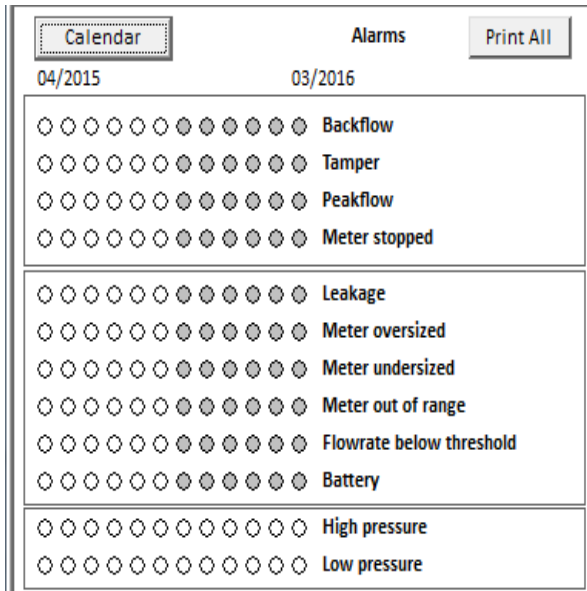 Calendar Alarms Print All
04/2015 03/2016
Backflow
Tamper
Peakflow
Meter stopped
Leakage
Meter oversized
Meter undersized
Meter out of range
Flowrate below threshold
Battery
High pressure
Low pressure